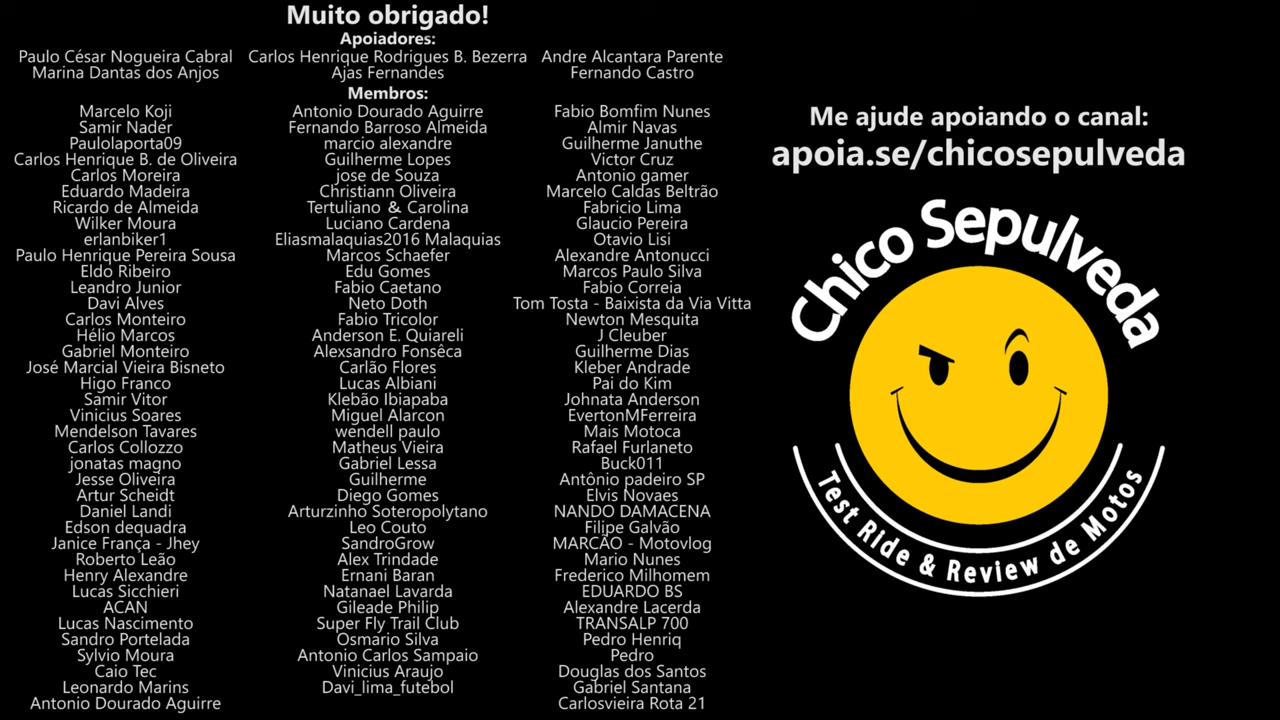 Muito obrigado!
Apoiadores:
Paulo César Nogueira Cabral
Marina Dantas dos Anjos
Carlos Henrique Rodrigues B. Bezerra
Ajas Fernandes
Andre Alcantara Parente
Fernando Castro
Membros:
Marcelo Koji
Samir Nader
Paulolaporta09
Carlos Henrique B. de Oliveira
Carlos Moreira
Eduardo Madeira
Ricardo de Almeida
Wilker Moura
erlanbiker1
Paulo Henrique Pereira Sousa
Eldo Ribeiro
Leandro Junior
Davi Alves
Carlos Monteiro
Hélio Marcos
Gabriel Monteiro
José Marcial Vieira Bisneto
Higo Franco
Samir Vitor
Vinicius Soares
Mendelson Tavares
Carlos Collozzo
jonatas magno
Jesse Oliveira
Artur Scheidt
Daniel Landi
Edson dequadra
Janice França - Jhey
Roberto Leão
Henry Alexandre
Lucas Sicchieri
ACAN
Lucas Nascimento
Sandro Portelada
Sylvio Moura
Caio Tec
Leonardo Marins
Antonio Dourado Aguirre
Antonio Dourado Aguirre
Fernando Barroso Almeida
marcio alexandre
Guilherme Lopes
jose de Souza
Christiann Oliveira
Tertuliano & Carolina
Luciano Cardena
Eliasmalaquias2016 Malaquias
Marcos Schaefer
Edu Gomes
Fabio Caetano
Neto Doth
Fabio Tricolor
Anderson E. Quiareli
Alexsandro Fonsêca
Carlão Flores
Lucas Albiani
Klebão Ibiapaba
Miguel Alarcon
wendell paulo
Matheus Vieira
Gabriel Lessa
Guilherme
Diego Gomes
Arturzinho Soteropolytano
Leo Couto
SandroGrow
Alex Trindade
Ernani Baran
Natanael Lavarda
Gileade Philip
Super Fly Trail Club
Osmario Silva
Antonio Carlos Sampaio
Vinicius Araujo
Davi_lima_futebol
Fabio Bomfim Nunes
Almir Navas
Guilherme Januthe
Victor Cruz
Antonio gamer
Marcelo Caldas Beltrão
Fabricio Lima
Glaucio Pereira
Otavio Lisi
Alexandre Antonucci
Marcos Paulo Silva
Fabio Correia
Tom Tosta - Baixista da Via Vitta
Newton Mesquita
J Cleuber
Guilherme Dias
Kleber Andrade
Pai do Kim
Johnata Anderson
EvertonMFerreira
Mais Motoca
Rafael Furlaneto
Buck011
Antônio padeiro SP
Elvis Novaes
NANDO DAMACENA
Filipe Galvão
MARCÃO - Motovlog
Mario Nunes
Frederico Milhomem
EDUARDO BS
Alexandre Lacerda
TRANSALP 700
Pedro Henriq
Pedro
Douglas dos Santos
Gabriel Santana
Carlosvieira Rota 21
Me ajude apoiando o canal:
apoia.se/chicosepulveda
Chico Sepulveda
Test Ride & Review de Motos